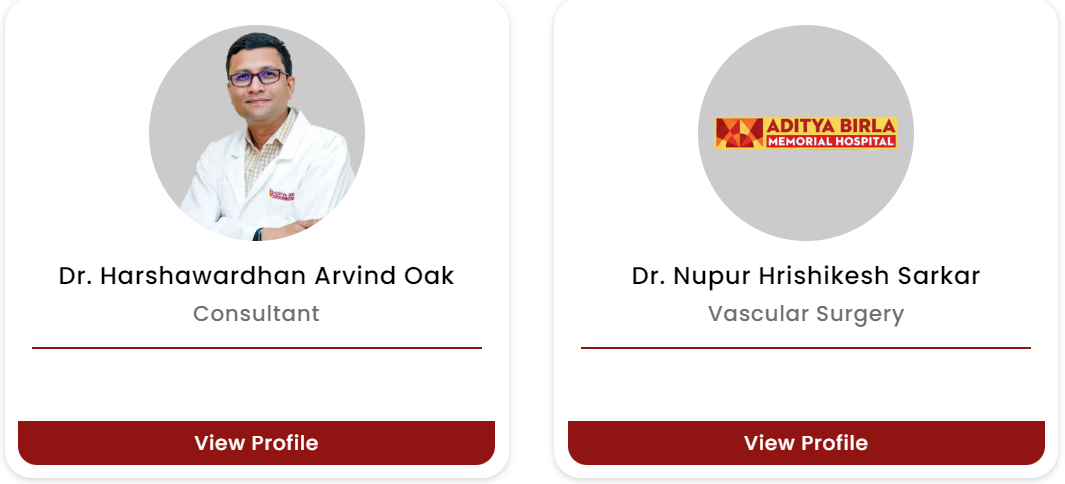 ADITYA BIRLA
MEMORIAL HOSPITAL
Dr. Harshawardhan Arvind Oak
Consultant
View Profile
Dr. Nupur Hrishikesh Sarkar
Vascular Surgery
View Profile